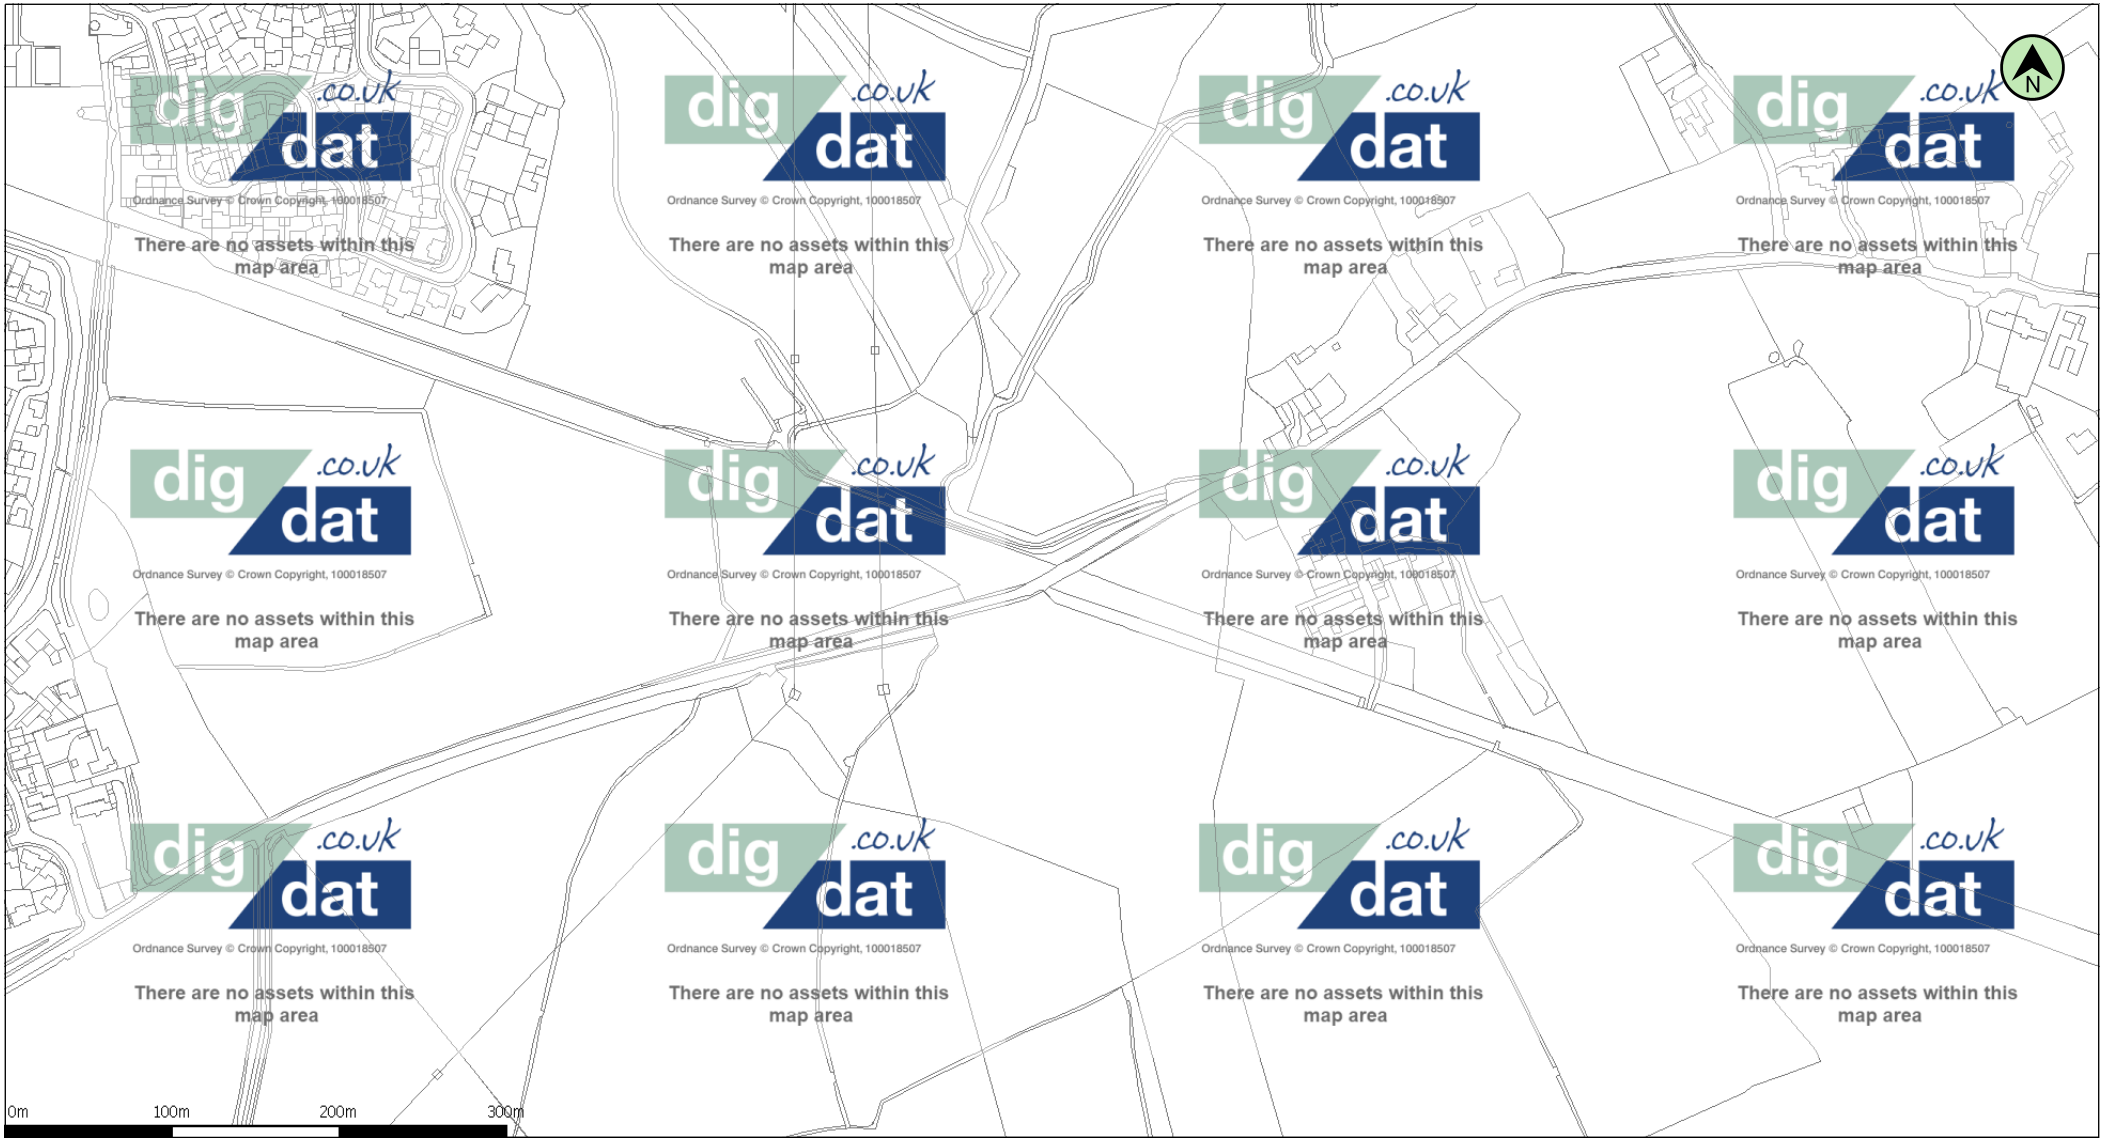 dig .co.uk dig .co.uk dig .co.uk dig .co.uk N
dat dat dat dat
Ordnance Survey © Crown Copyright, 100018507 Ordnance Survey © Crown Copyright, 100018507 Ordnance Survey © Crown Copyright, 100018507 Ordnance Survey © Crown Copyright, 100018507
There are no assets within this There are no assets within this There are no assets within this There are no assets within this
map area map area map area map area
dig .co.uk dig .co.uk dig .co.uk dig .co.uk
dat dat dat dat
Ordnance Survey © Crown Copyright, 100018507 Ordnance Survey © Crown Copyright, 100018507 Ordnance Survey © Crown Copyright, 100018507 Ordnance Survey © Crown Copyright, 100018507
There are no assets within this There are no assets within this There are no assets within this There are no assets within this
map area map area map area map area
dig .co.uk dig .co.uk dig .co.uk dig .co.uk
dat dat dat dat
Ordnance Survey © Crown Copyright, 100018507 Ordnance Survey © Crown Copyright, 100018507 Ordnance Survey © Crown Copyright, 100018507 Ordnance Survey © Crown Copyright, 100018507
There are no assets within this There are no assets within this There are no assets within this There are no assets within this
map area map area map area map area
0m 100m 200m 300m